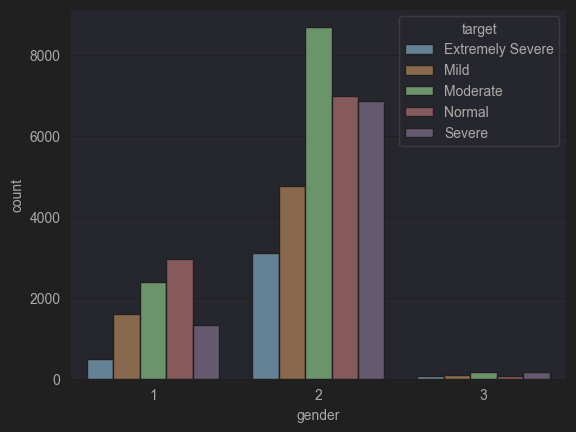 target
Extremely Severe
Mild
Moderate
Normal
Severe
8000
6000
4000
2000
0
count
1 2 3
gender